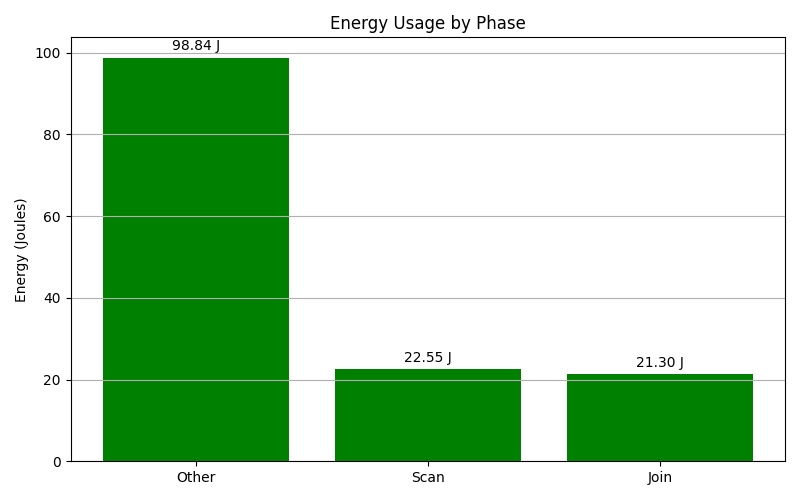 Energy Usage by Phase
Energy (Joules)
100
80
60
40
20
0
98.84 J
22.55 J
21.30 J
Other
Scan
Join